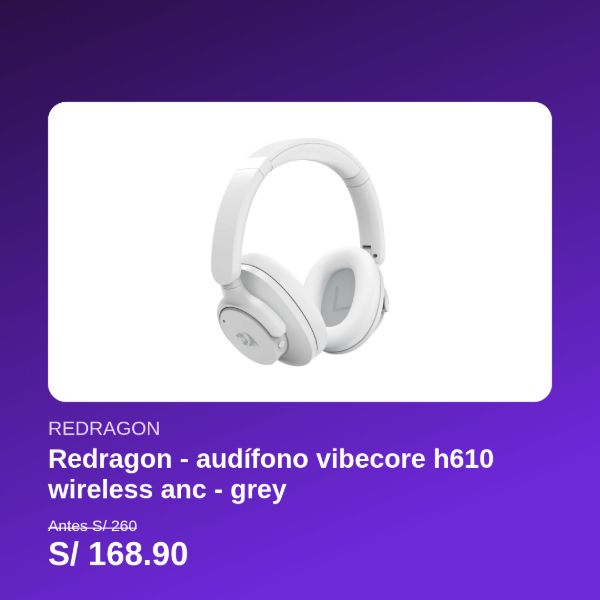 REDRAGON
Redragon - audífono vibecore h610
wireless anc - grey
Antes S/ 260
S/ 168.90